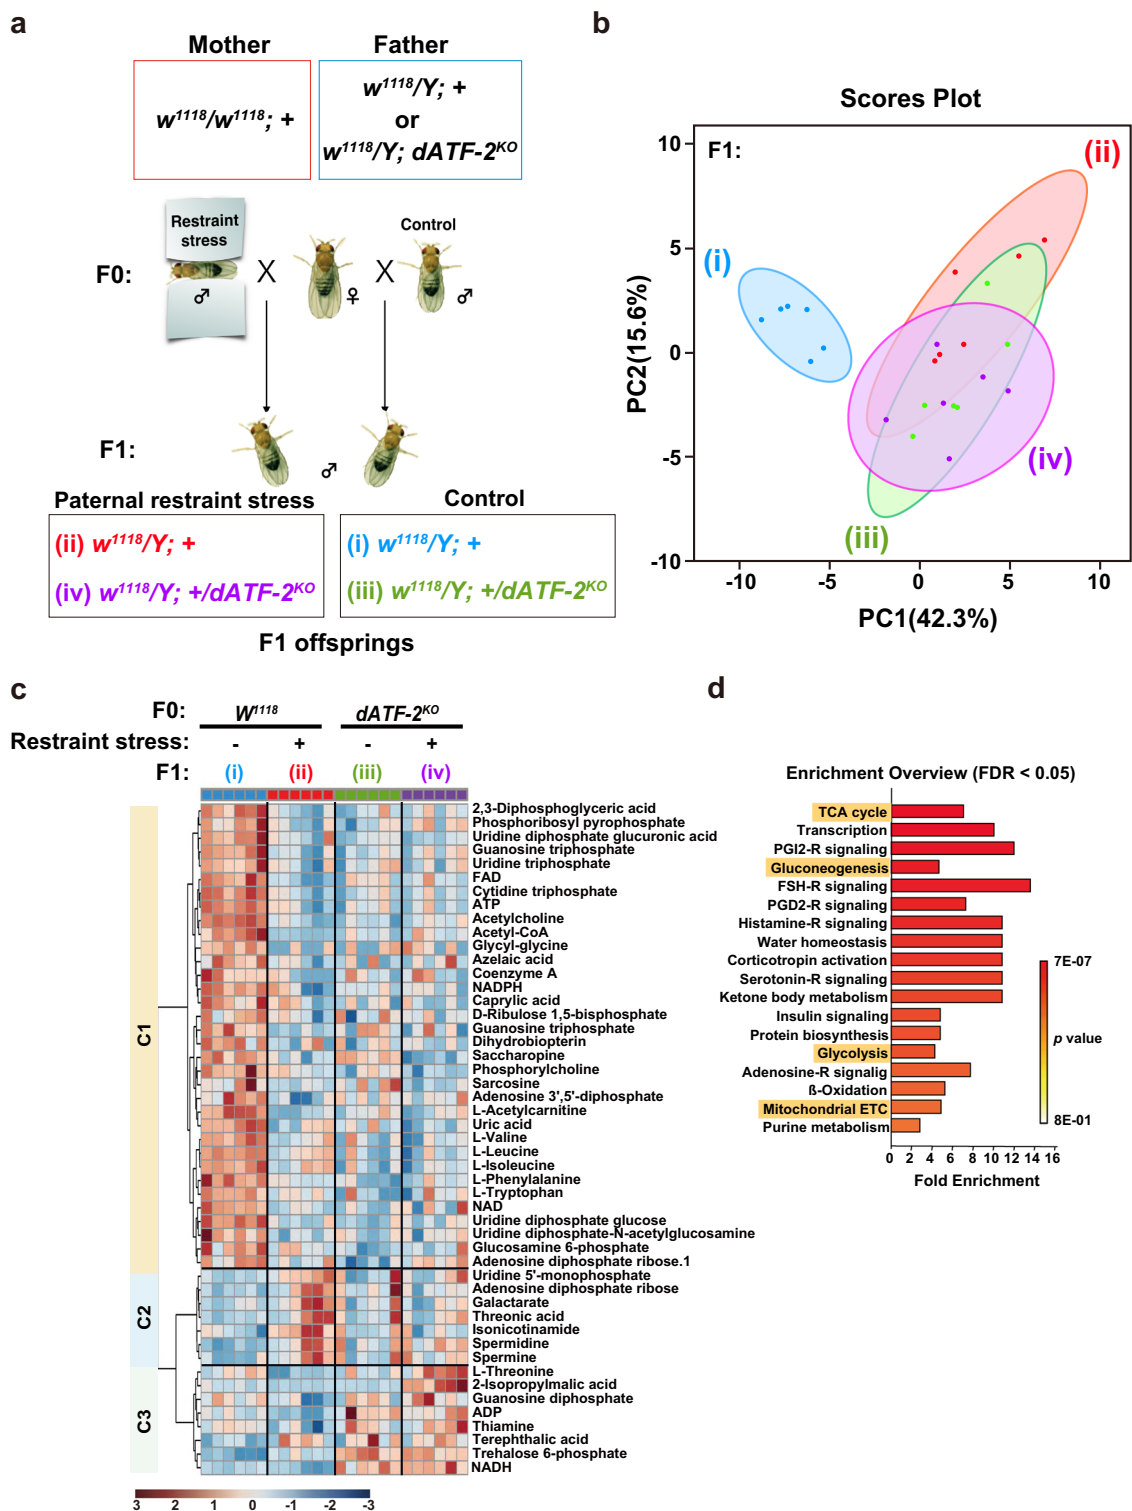 a
Mother
Father
w1118/w1118; +
w1118/Y; +
or
w1118/Y; dATF-2KO
Restraint
stress
Control
F0:
X
X
♂
♀
♂
F1:
♂
Paternal restraint stress
Control
(ii) w1118/Y; +
(iv) w1118/Y; +/dATF-2KO
(i) w1118/Y; +
(iii) w1118/Y; +/dATF-2KO
F1 offsprings
b
Scores Plot
F1:
(i)
(ii)
(iii)
(iv)
PC2(15.6%)
10
5
0
-5
-10
-10
-5
0
5
10
PC1(42.3%)
c
F0:
W1118
dATF-2KO
Restraint stress:
-
+
-
+
F1:
(i)
(ii)
(iii)
(iv)
C1
C2
C3
2,3-Diphosphoglyceric acid
Phosphoribosyl pyrophosphate
Uridine diphosphate glucuronic acid
Guanosine triphosphate
Uridine triphosphate
FAD
Cytidine triphosphate
ATP
Acetylcholine
Acetyl-CoA
Glycyl-glycine
Azelaic acid
Coenzyme A
NADPH
Caprylic acid
D-Ribulose 1,5-bisphosphate
Guanosine triphosphate
Dihydrobiopterin
Saccharopine
Phosphorylcholine
Sarcosine
Adenosine 3',5'-diphosphate
L-Acetylcarnitine
Uric acid
L-Valine
L-Leucine
L-Isoleucine
L-Phenylalanine
L-Tryptophan
NAD
Uridine diphosphate glucose
Uridine diphosphate-N-acetylglucosamine
Glucosamine 6-phosphate
Adenosine diphosphate ribose.1
Uridine 5'-monophosphate
Adenosine diphosphate ribose
Galactarate
Threonic acid
Isonicotinamide
Spermidine
Spermine
L-Threonine
2-Isopropylmalic acid
Guanosine diphosphate
ADP
Thiamine
Terephthalic acid
Trehalose 6-phosphate
NADH
3 2 1 0 -1 -2 -3
d
Enrichment Overview (FDR < 0.05)
TCA cycle
Transcription
PGI2-R signaling
Gluconeogenesis
FSH-R signaling
PGD2-R signaling
Histamine-R signaling
Water homeostasis
Corticotropin activation
Serotonin-R signaling
Ketone body metabolism
Insulin signaling
Protein biosynthesis
Glycolysis
Adenosine-R signalig
ß-Oxidation
Mitochondrial ETC
Purine metabolism
7E-07
p value
8E-01
0 2 4 6 8 10 12 14 16
Fold Enrichment